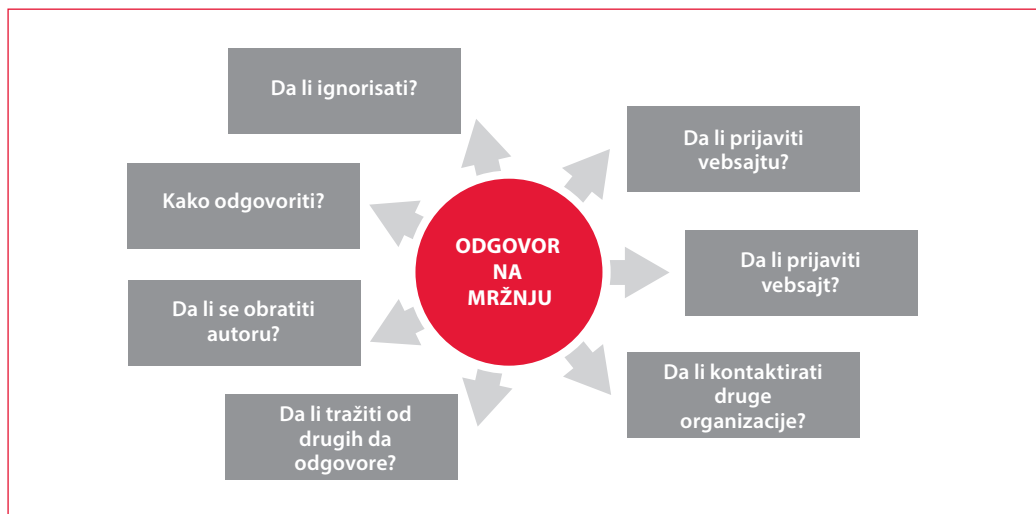 Da li ignorisati?
Da li prijaviti
vebsajtu?
Kako odgovoriti?
ODGOVOR
NA
MRŽNJU
Da li prijaviti
vebsajt?
Da li se obratiti
autoru?
Da li kontaktirati
druge
organizacije?
Da li tražiti od
drugih da
odgovore?